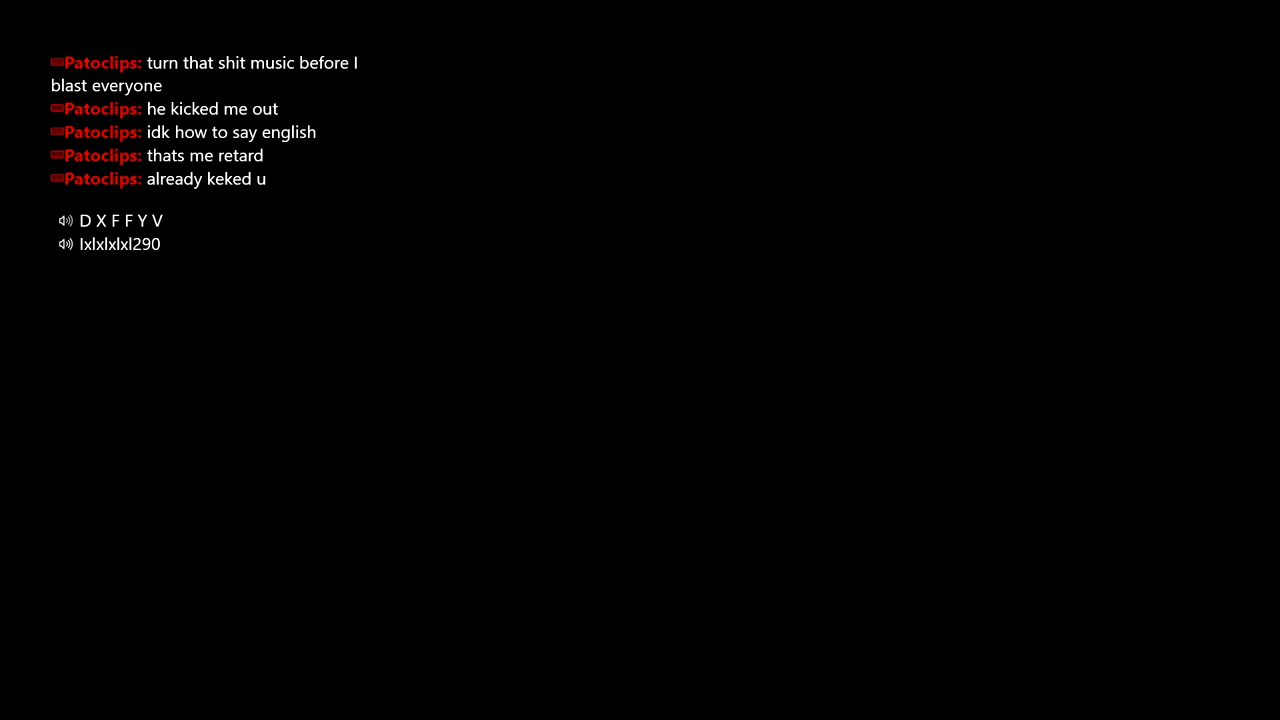 Patoclips: turn that shit music before I
blast everyone
Patoclips: he kicked me out
Patoclips: idk how to say english
Patoclips: thats me retard
Patoclips: already keked u
D X F F Y V
lxlxlxlxl290